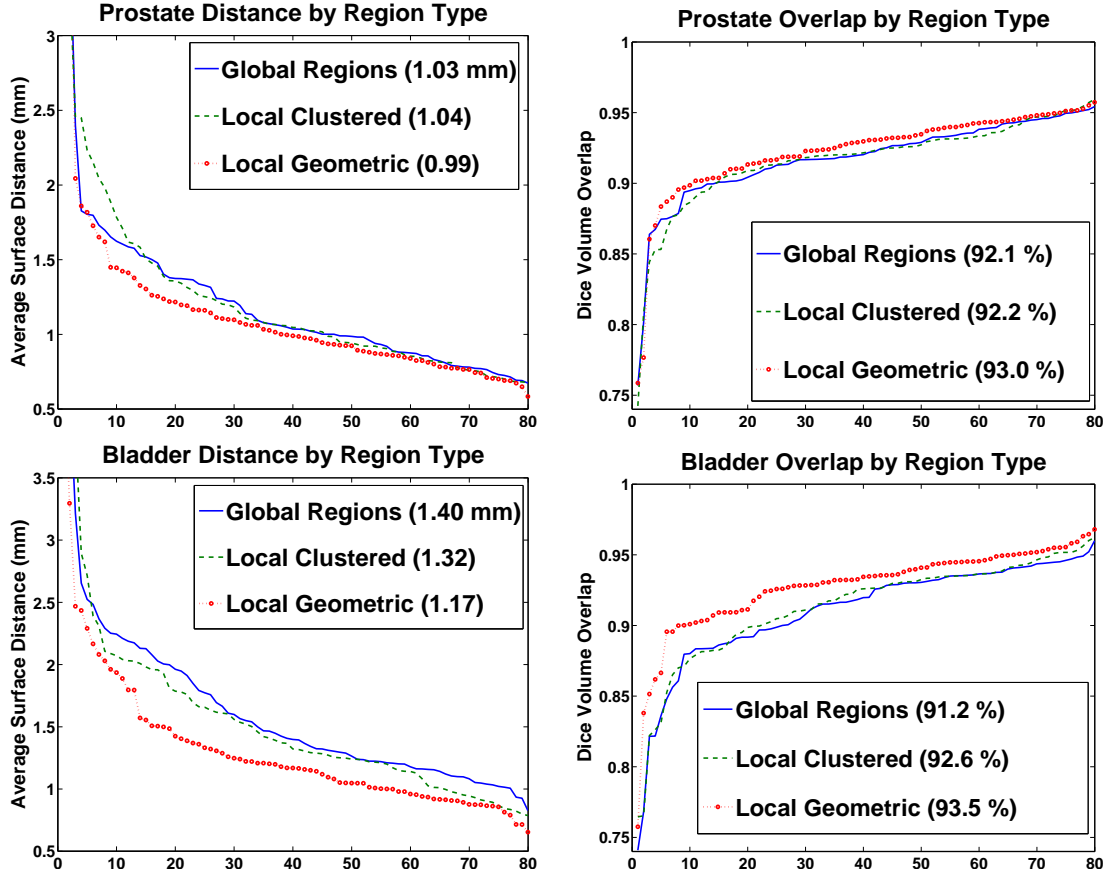 Prostate Distance by Region Type
Average Surface Distance (mm)
3
2.5
2
1.5
1
0.5
0 10 20 30 40 50 60 70 80
Global Regions (1.03 mm)
Local Clustered (1.04)
Local Geometric (0.99)
Prostate Overlap by Region Type
Dice Volume Overlap
1
0.95
0.9
0.85
0.8
0.75
0 10 20 30 40 50 60 70 80
Global Regions (92.1 %)
Local Clustered (92.2 %)
Local Geometric (93.0 %)
Bladder Distance by Region Type
Average Surface Distance (mm)
3.5
3
2.5
2
1.5
1
0.5
0 10 20 30 40 50 60 70 80
Global Regions (1.40 mm)
Local Clustered (1.32)
Local Geometric (1.17)
Bladder Overlap by Region Type
Dice Volume Overlap
1
0.95
0.9
0.85
0.8
0.75
0 10 20 30 40 50 60 70 80
Global Regions (91.2 %)
Local Clustered (92.6 %)
Local Geometric (93.5 %)